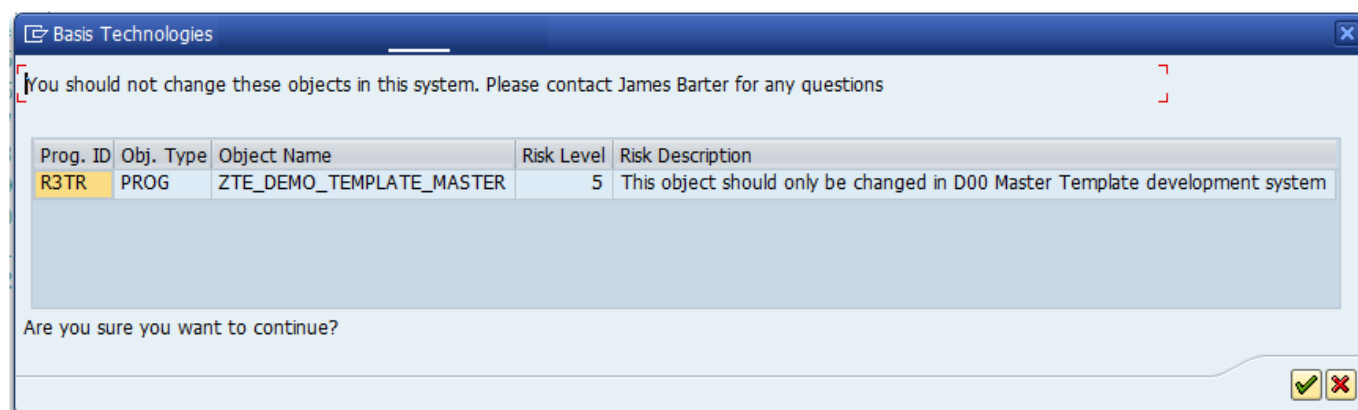 Basis Technologies
You should not change these objects in this system. Please contact James Barter for any questions
Prog. ID Obj. Type Object Name Risk Level Risk Description
R3TR PROG ZTE_DEMO_TEMPLATE_MASTER 5 This object should only be changed in D00 Master Template development system
Are you sure you want to continue?